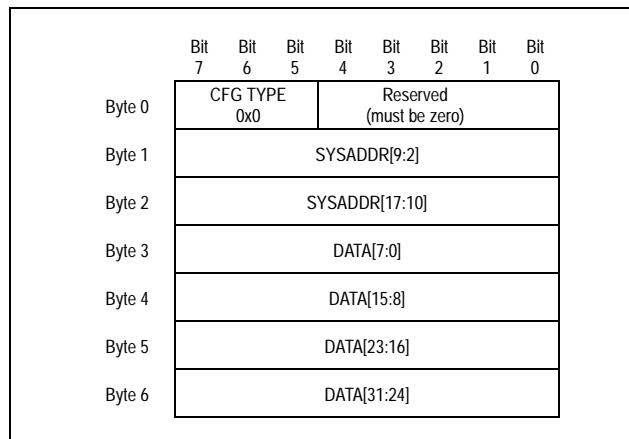 Bit Bit Bit Bit Bit Bit Bit Bit
7 6 5 4 3 2 1 0
Byte 0 CFG TYPE Reserved
0x0 (must be zero)
Byte 1 SYSADDR[9:2]
Byte 2 SYSADDR[17:10]
Byte 3 DATA[7:0]
Byte 4 DATA[15:8]
Byte 5 DATA[23:16]
Byte 6 DATA[31:24]